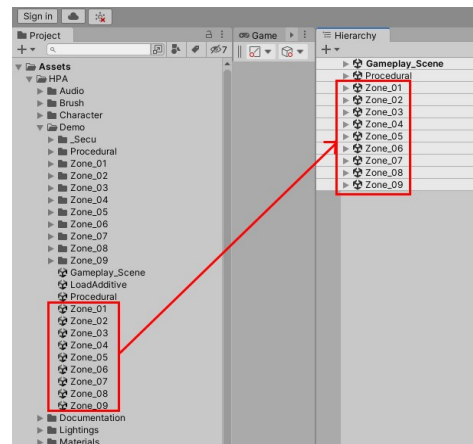 Sign in
Project
7
Assets
HPA
Audio
Brush
Character
Demo
_Secu
Procedural
Zone_01
Zone_02
Zone_03
Zone_04
Zone_05
Zone_06
Zone_07
Zone_08
Zone_09
Gameplay_Scene
LoadAdditive
Procedural
Zone_01
Zone_02
Zone_03
Zone_04
Zone_05
Zone_06
Zone_07
Zone_08
Zone_09
Documentation
Lightings
Materials
Game
Hierarchy
Gameplay_Scene
Procedural
Zone_01
Zone_02
Zone_03
Zone_04
Zone_05
Zone_06
Zone_07
Zone_08
Zone_09